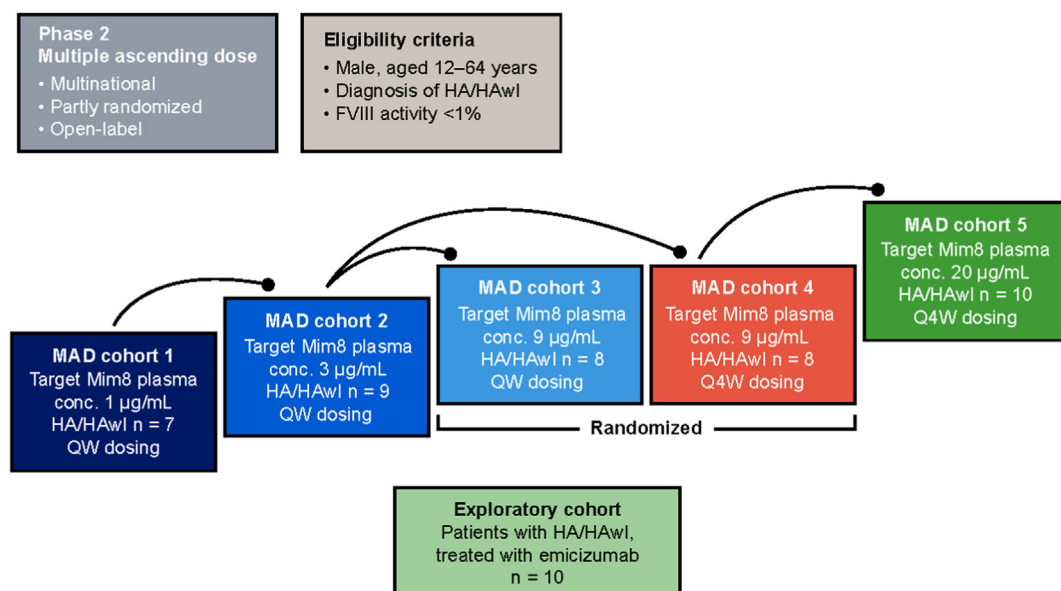 Phase 2
Multiple ascending dose
• Multinational
• Partly randomized
• Open-label
Eligibility criteria
• Male, aged 12–64 years
• Diagnosis of HA/HAwI
• FVIII activity <1%
MAD cohort 1
Target Mim8 plasma
conc. 1 µg/mL
HA/HAwI n = 7
QW dosing
MAD cohort 2
Target Mim8 plasma
conc. 3 µg/mL
HA/HAwI n = 9
QW dosing
MAD cohort 3
Target Mim8 plasma
conc. 9 µg/mL
HA/HAwI n = 8
QW dosing
MAD cohort 4
Target Mim8 plasma
conc. 9 µg/mL
HA/HAwI n = 8
Q4W dosing
MAD cohort 5
Target Mim8 plasma
conc. 20 µg/mL
HA/HAwI n = 10
Q4W dosing
Randomized
Exploratory cohort
Patients with HA/HAwI,
treated with emicizumab
n = 10